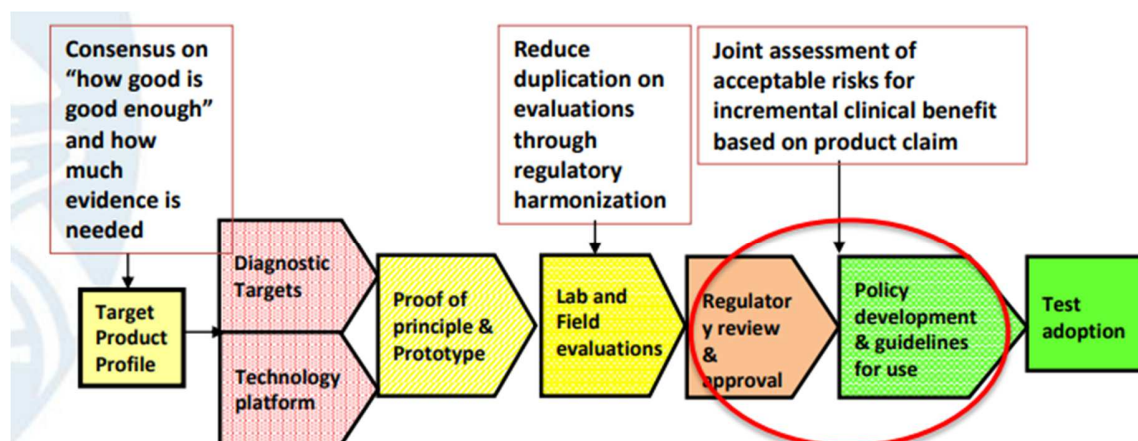 Consensus on
“how good is
good enough”
and how
much
evidence is
needed
Reduce
duplication on
evaluations
through
regulatory
harmonization
Joint assessment of
acceptable risks for
incremental clinical benefit
based on product claim
Target
Product
Profile
Diagnostic
Targets
Technology
platform
Proof of
principle &
Prototype
Lab and
Field
evaluations
Regulator
y review
&
approval
Policy
development
& guidelines
for use
Test
adoption